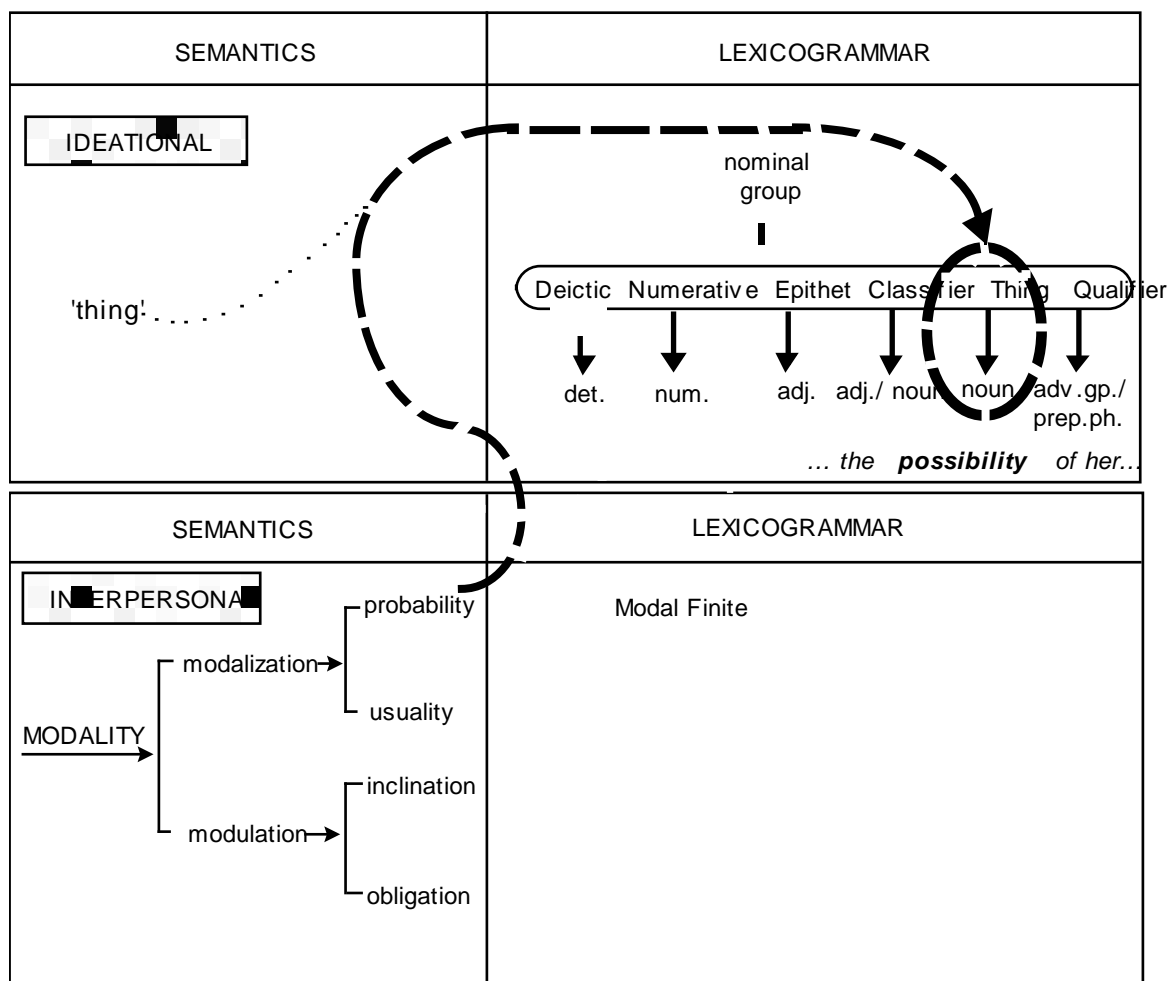 SEMANTICS
LEXICOGRAMMAR
IDEATIONAL
nominal
group
'thing'
Deictic Numerative Epithet Classifier Thing Qualifier
det. num. adj. adj./ noun noun adv.gp./
prep.ph.
... the possibility of her...
SEMANTICS
LEXICOGRAMMAR
INTERPERSONAL
probability
Modal Finite
modalization
usuality
MODALITY
inclination
modulation
obligation